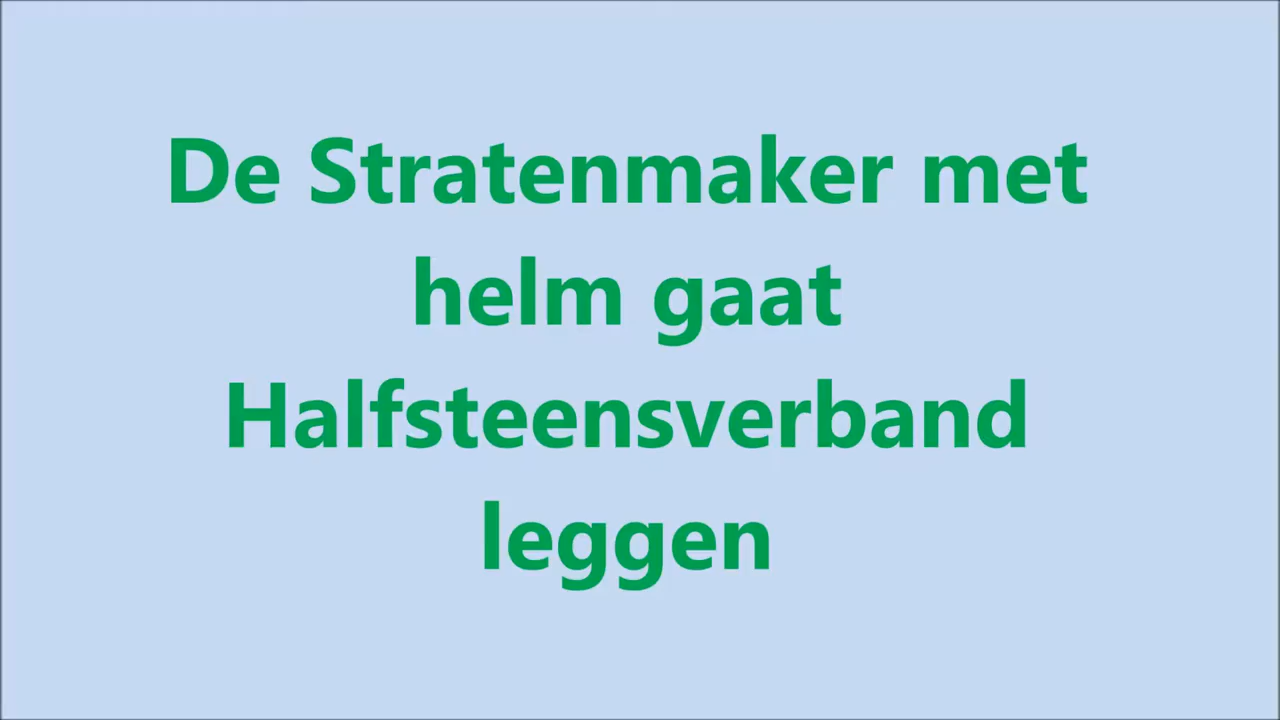 De Stratenmaker met
helm gaat
Halfsteensverband
leggen